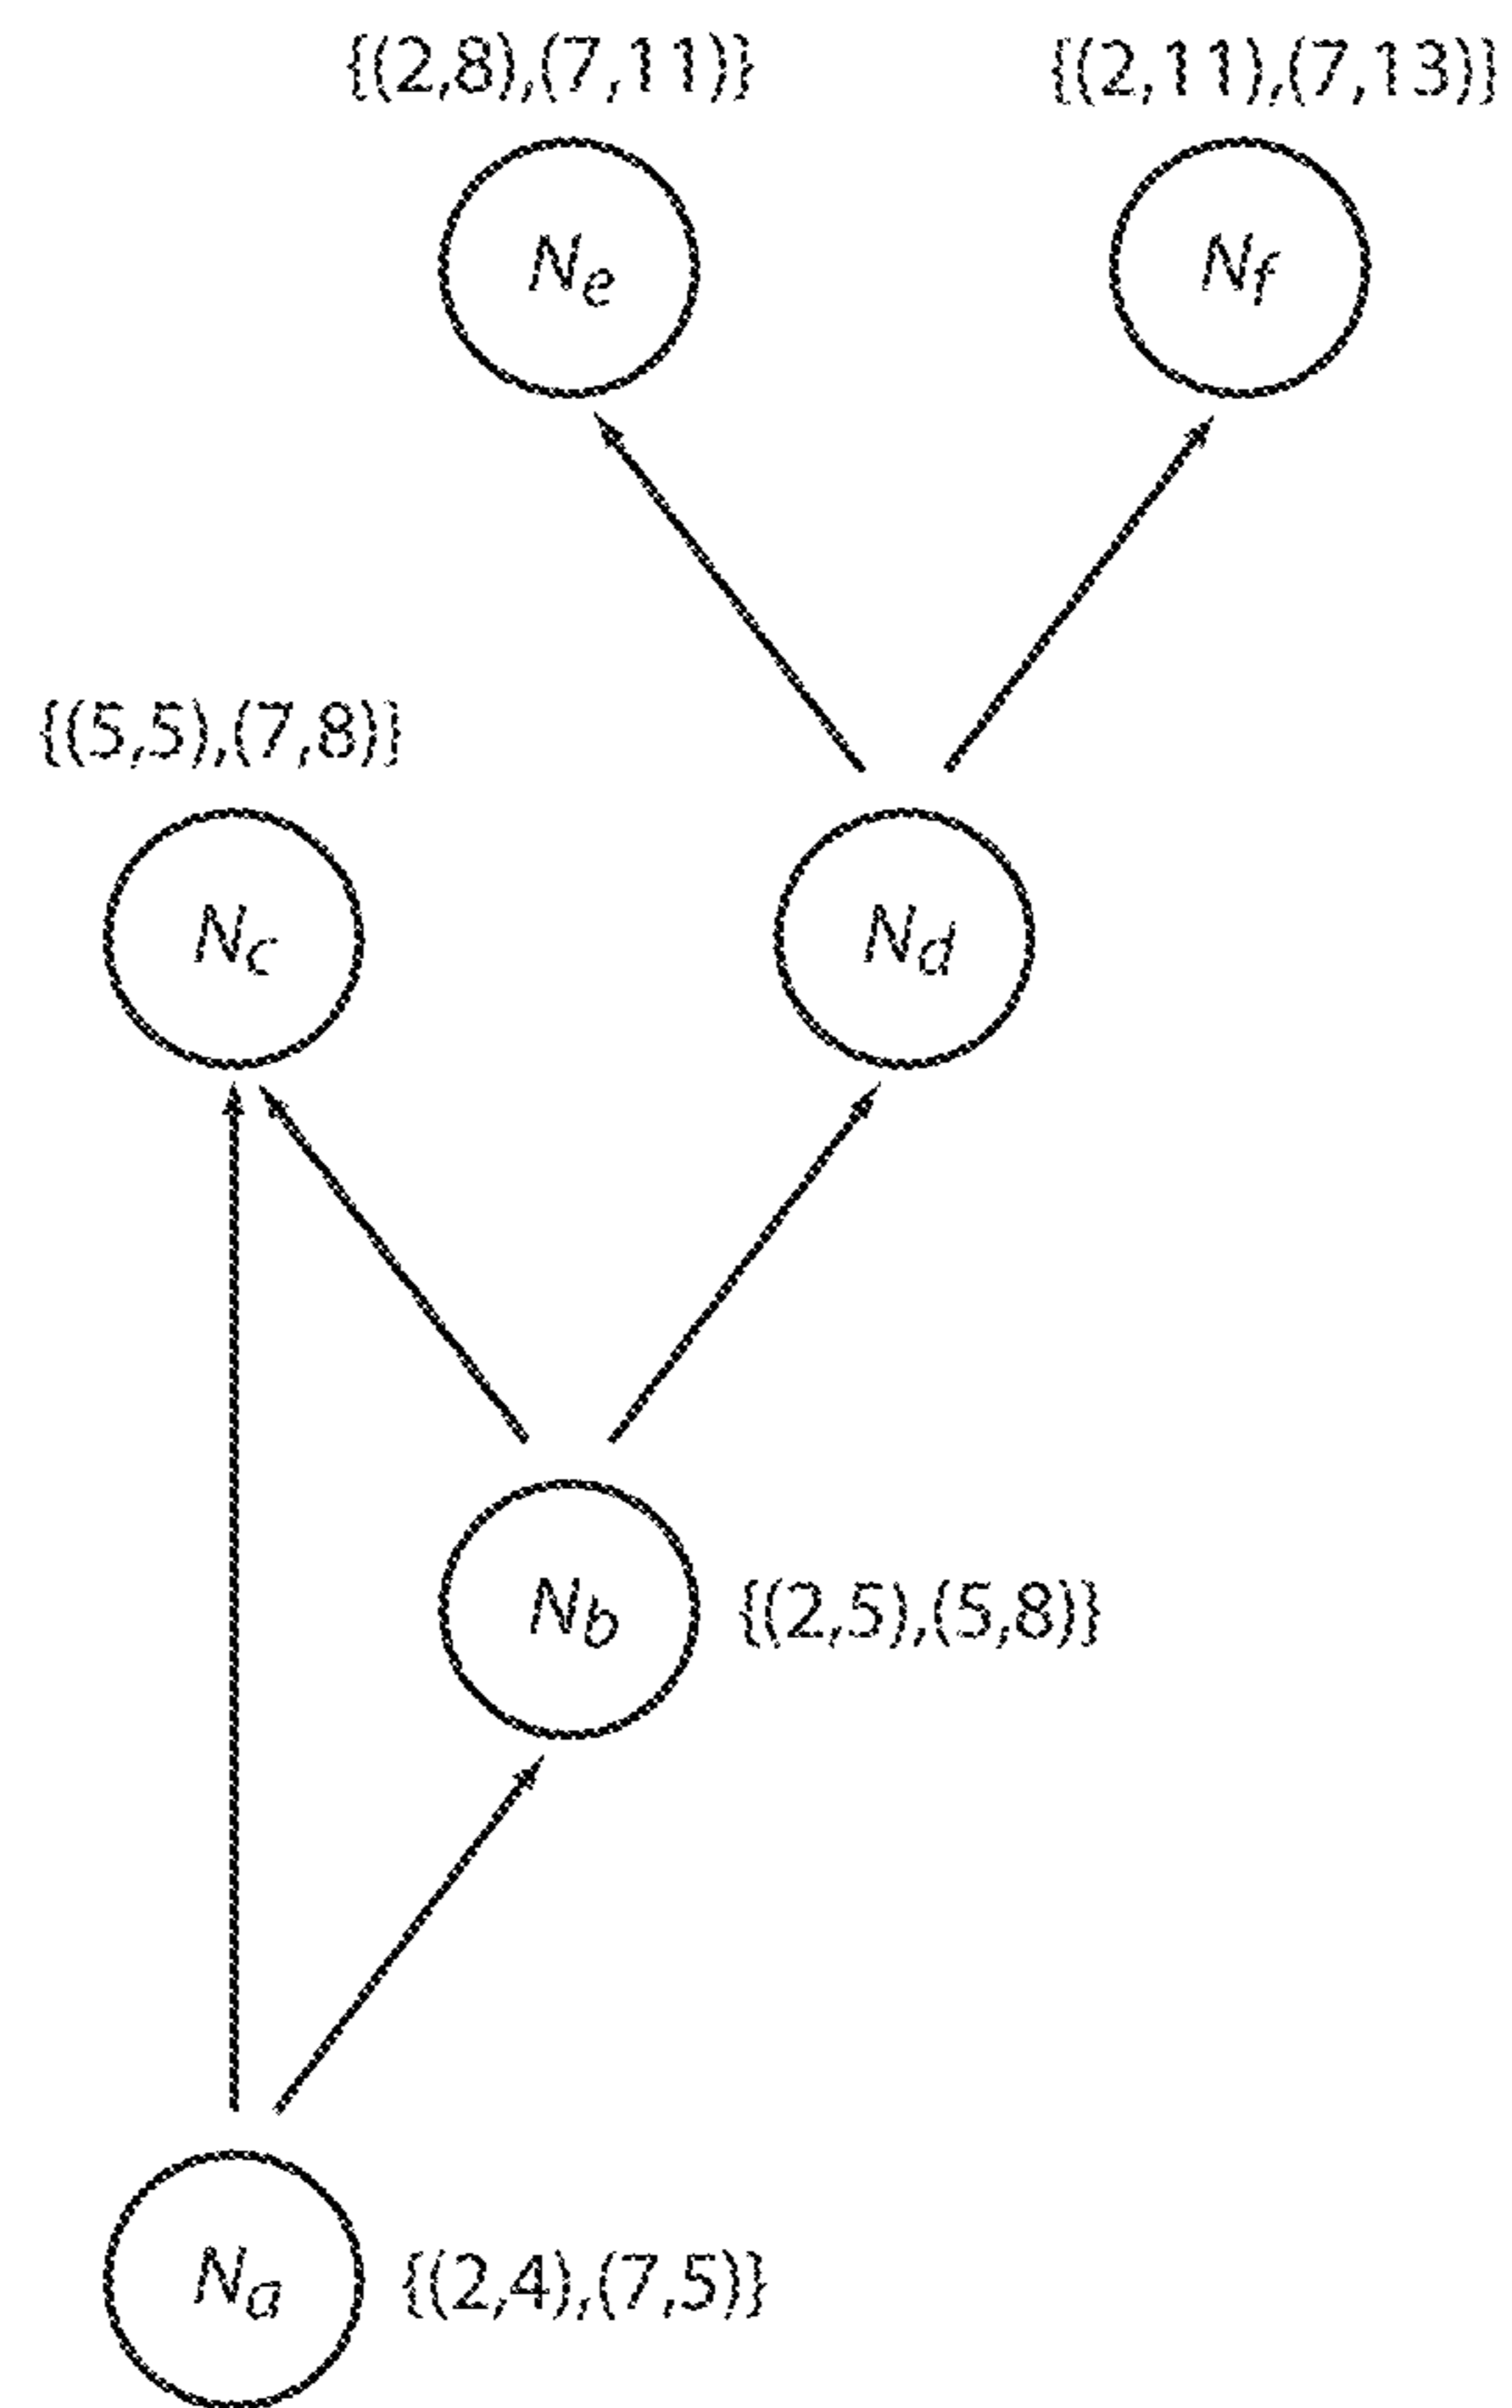 {(2,8),(7,11)} {(2,11),(7,13)}
Ne Nf
{(5,5),(7,8)}
Nc Nd
Nb {(2,5),(5,8)}
Na {(2,4),(7,5)}